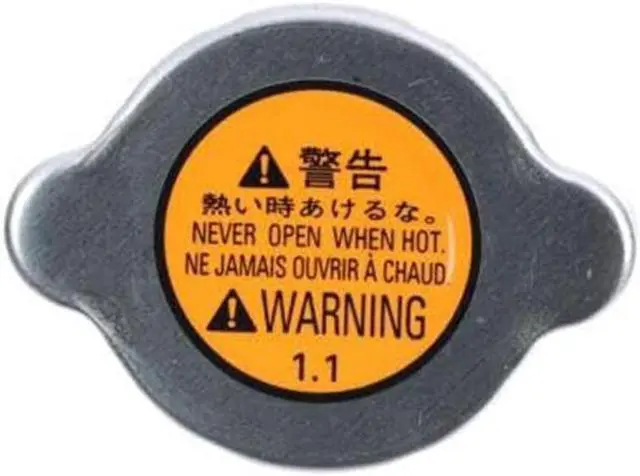 警告
熱い時あけるな。
NEVER OPEN WHEN HOT.
NE JAMAIS OUVRIR À CHAUD.
WARNING
1.1